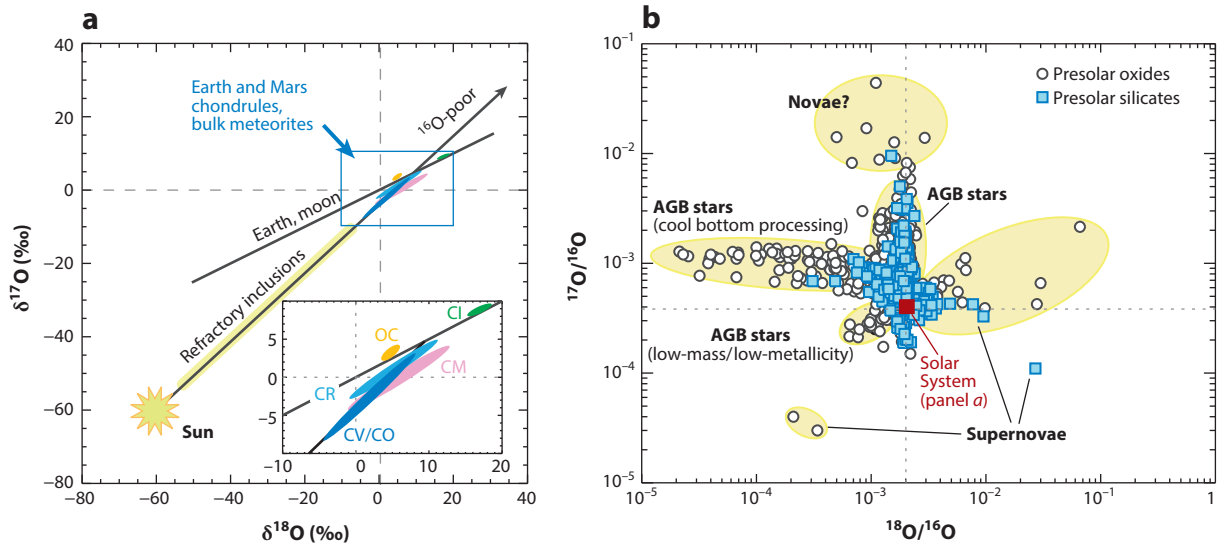 a
40
20
0
−20
−40
−60
−80
δ¹⁷O (‰)
−80
−60
−40
−20
0
20
40
δ¹⁸O (‰)
Earth and Mars
chondrules,
bulk meteorites
¹⁶O-poor
Earth, moon
Refractory inclusions
Sun
CI
OC
CM
CR
CV/CO
5
0
−5
−10
0
10
20
b
10⁻¹
10⁻²
10⁻³
10⁻⁴
10⁻⁵
¹⁷O/¹⁶O
10⁻⁵
10⁻⁴
10⁻³
10⁻²
10⁻¹
1
¹⁸O/¹⁶O
Presolar oxides
Presolar silicates
Novae?
AGB stars
AGB stars
(cool bottom processing)
AGB stars
(low-mass/low-metallicity)
Solar
System
(panel a)
Supernovae